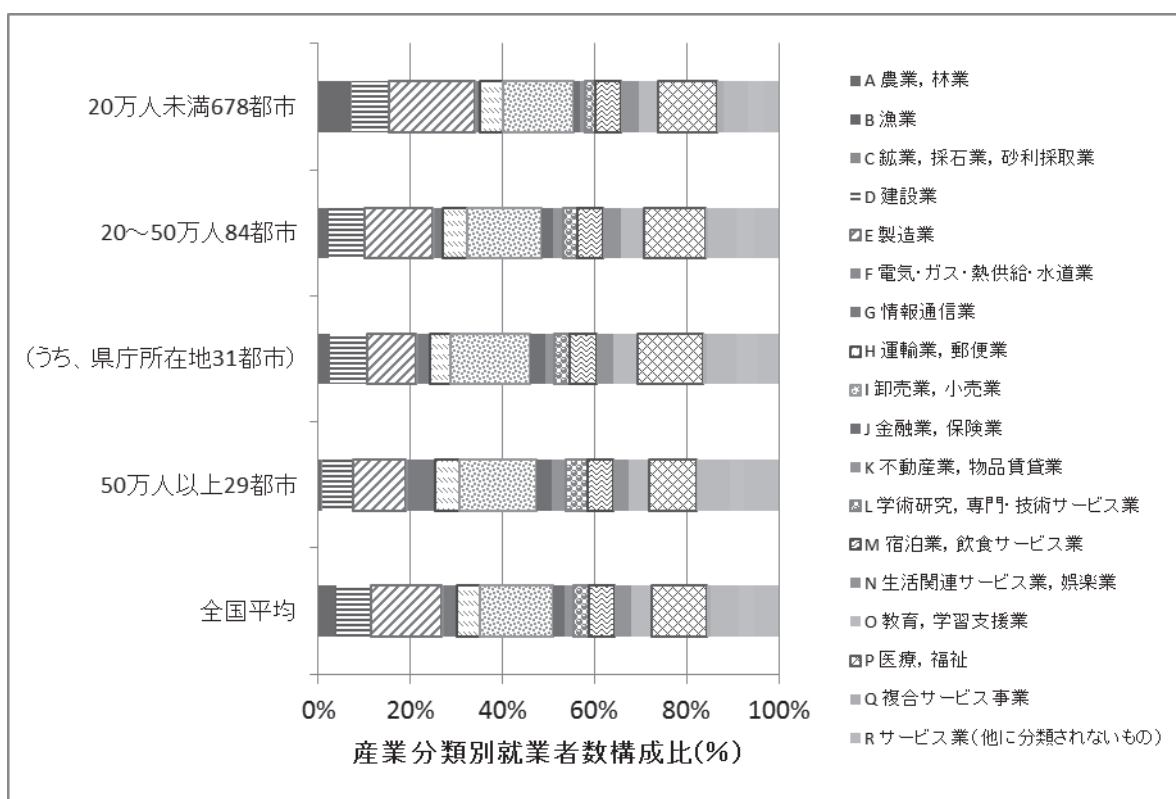 20万人未満678都市
20～50万人84都市
(うち、県庁所在地31都市)
50万人以上29都市
全国平均
0% 20% 40% 60% 80% 100%
産業分類別就業者数構成比(%)
A 農業, 林業
B 漁業
C 鉱業, 採石業, 砂利採取業
D 建設業
E 製造業
F 電気・ガス・熱供給・水道業
G 情報通信業
H 運輸業, 郵便業
I 卸売業, 小売業
J 金融業, 保険業
K 不動産業, 物品賃貸業
L 学術研究, 専門・技術サービス業
M 宿泊業, 飲食サービス業
N 生活関連サービス業, 娯楽業
O 教育, 学習支援業
P 医療, 福祉
Q 複合サービス事業
R サービス業(他に分類されないもの)